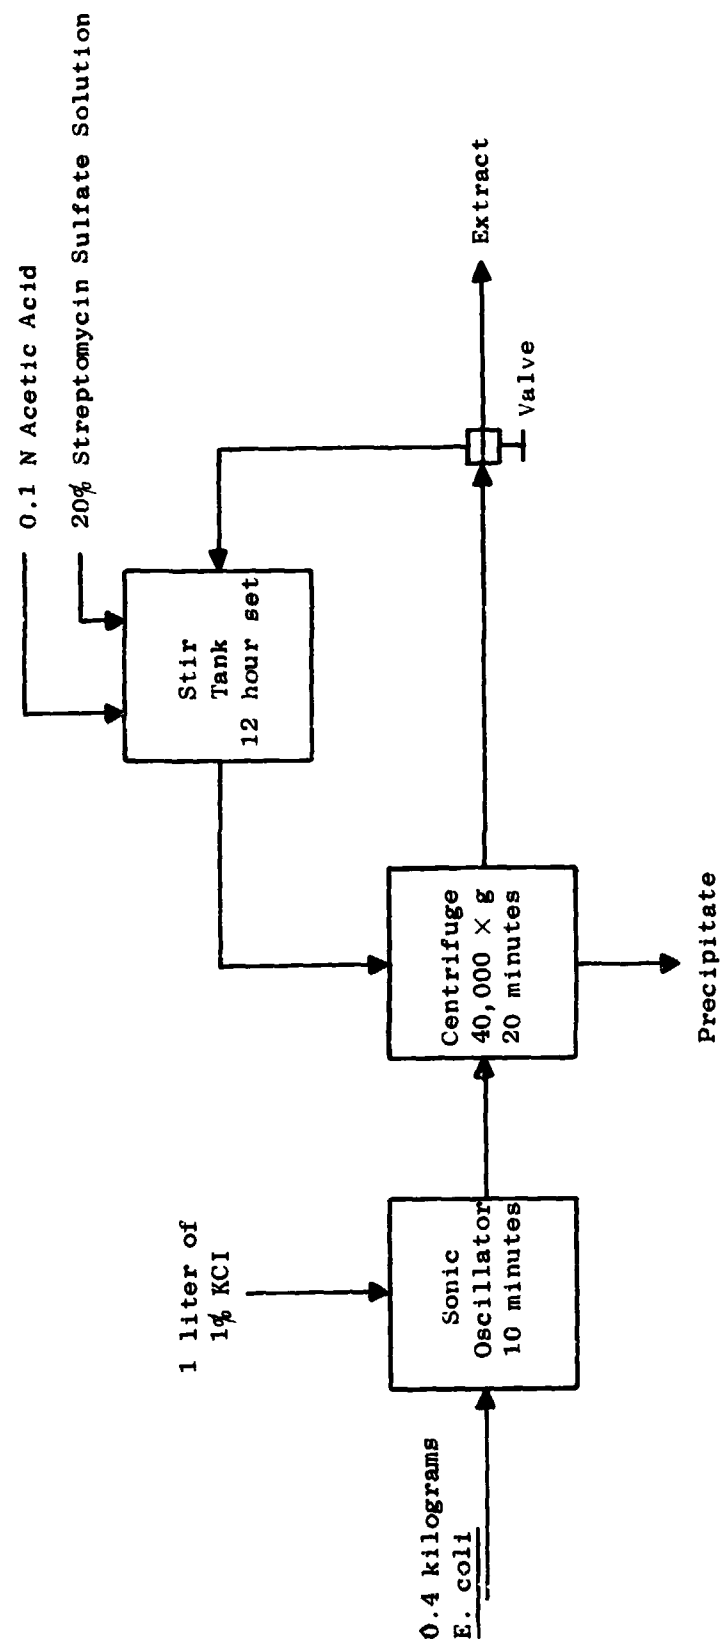 0.4 kilograms
E. coli
1 liter of
1% KCI
Sonic
Oscillator
10 minutes
Centrifuge
40,000 × g
20 minutes
Precipitate
Stir
Tank
12 hour set
0.1 N Acetic Acid
20% Streptomycin Sulfate Solution
Valve
Extract